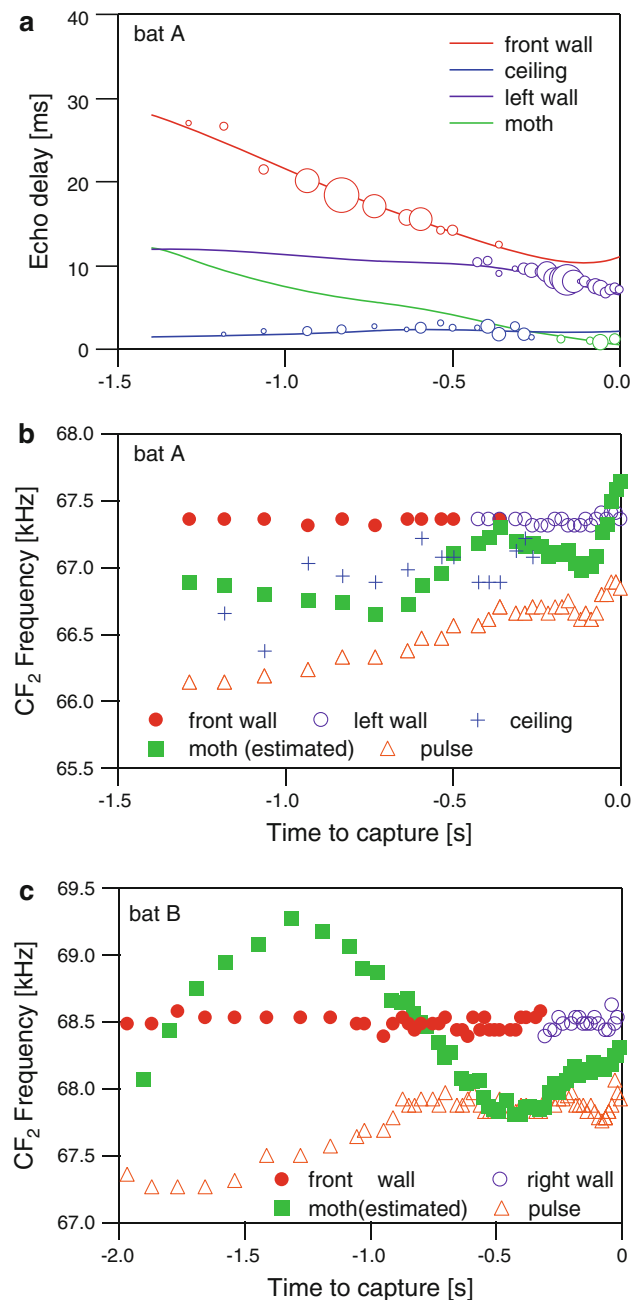 a
bat A
front wall
ceiling
left wall
moth
Echo delay [ms]
40
30
20
10
0
-1.5
-1.0
-0.5
0.0
b
bat A
CF₂ Frequency [kHz]
68.0
67.5
67.0
66.5
66.0
65.5
front wall
left wall
ceiling
moth (estimated)
pulse
-1.5
-1.0
-0.5
0.0
Time to capture [s]
c
bat B
CF₂ Frequency [kHz]
69.5
69.0
68.5
68.0
67.5
67.0
front wall
right wall
moth(estimated)
pulse
-2.0
-1.5
-1.0
-0.5
0
Time to capture [s]